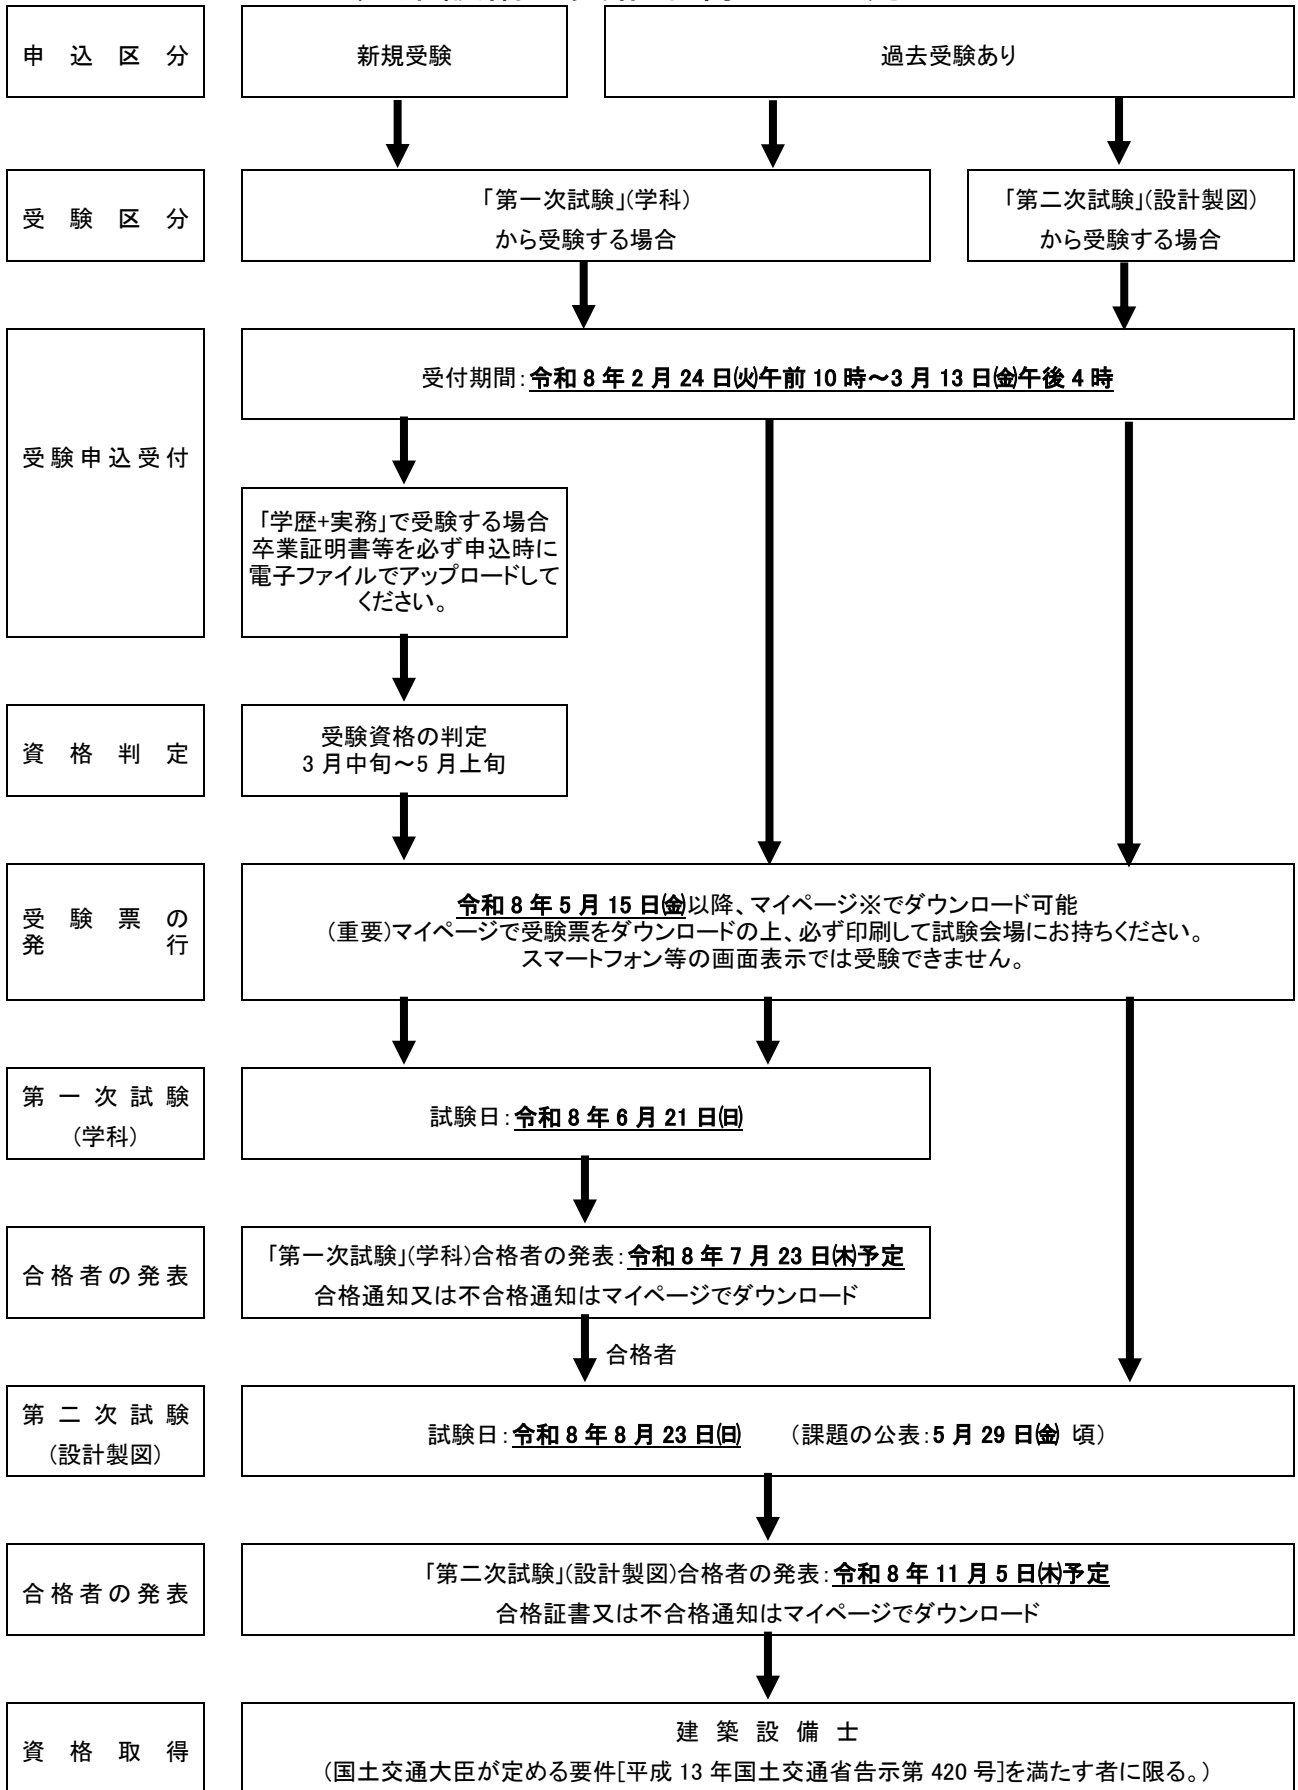 申込区分
新規受験
過去受験あり
受験区分
「第一次試験」(学科)
から受験する場合
「第二次試験」(設計製図)
から受験する場合
受験申込受付
受付期間:令和8年2月24日㈫午前10時～3月13日㈮午後4時
「学歴+実務」で受験する場合
卒業証明書等を必ず申込時に
電子ファイルでアップロードして
ください。
資格判定
受験資格の判定
3月中旬～5月上旬
受験票の
発行
令和8年5月15日㈮以降、マイページ※でダウンロード可能
(重要)マイページで受験票をダウンロードの上、必ず印刷して試験会場にお持ちください。
スマートフォン等の画面表示では受験できません。
第一次試験
(学科)
試験日:令和8年6月21日㈰
合格者の発表
「第一次試験」(学科)合格者の発表:令和8年7月23日㈭予定
合格通知又は不合格通知はマイページでダウンロード
合格者
第二次試験
(設計製図)
試験日:令和8年8月23日㈰ (課題の公表:5月29日㈮ 頃)
合格者の発表
「第二次試験」(設計製図)合格者の発表:令和8年11月5日㈭予定
合格証書又は不合格通知はマイページでダウンロード
資格取得
建築設備士
(国土交通大臣が定める要件[平成13年国土交通省告示第420号]を満たす者に限る。)